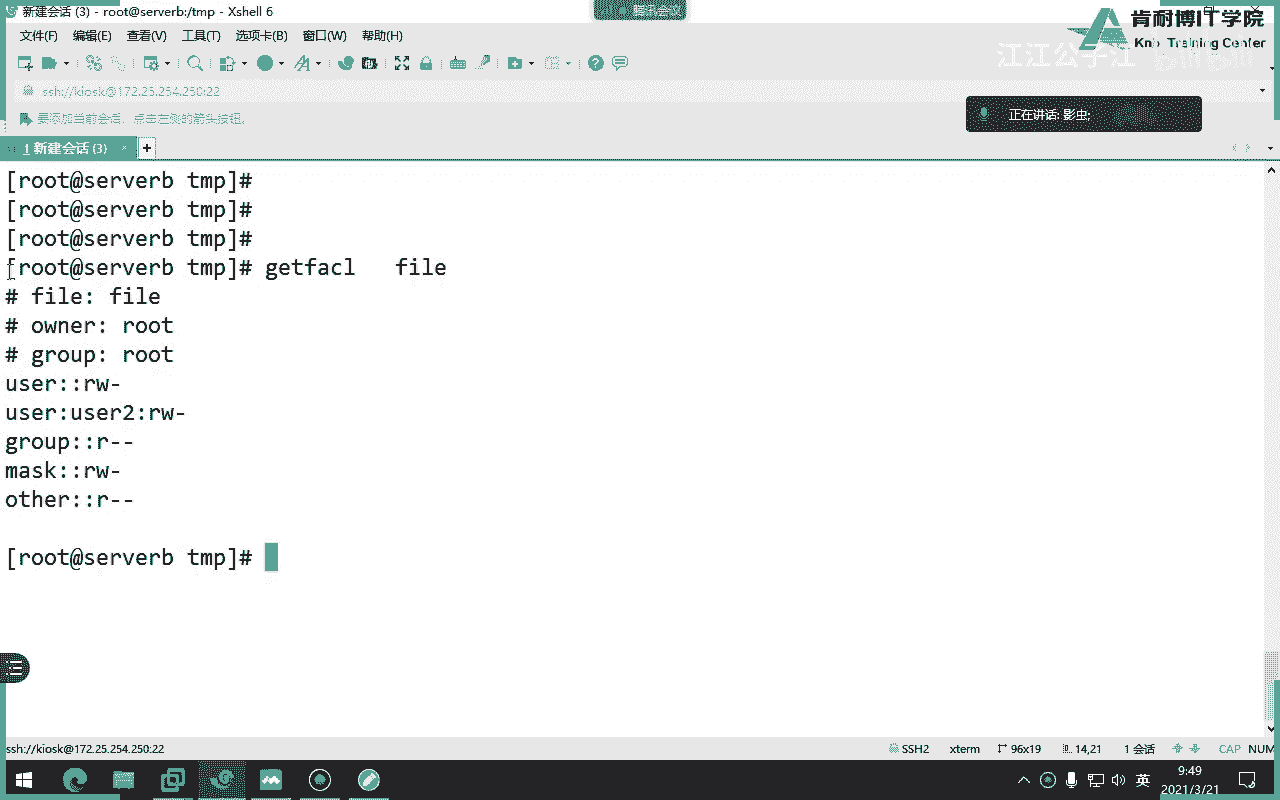 新建会话 (3) - root@serverb:/tmp - Xshell 6
腾讯会议
肯耐博IT学院
Training Center
江江公子江
bilibili
文件(F) 编辑(E) 查看(V) 工具(T) 选项卡(B) 窗口(W) 帮助(H)
ssh://kiosk@172.25.254.250:22
要添加当前会话，点击左侧的箭头按钮。
正在讲话: 影虫;
1 新建会话 (3) × +
[root@serverb tmp]#
[root@serverb tmp]#
[root@serverb tmp]#
[root@serverb tmp]# getfacl   file
# file: file
# owner: root
# group: root
user::rw-
user:user2:rw-
group::r--
mask::rw-
other::r--
[root@serverb tmp]#
ssh://kiosk@172.25.254.250:22 SSH2 xterm 96x19 14,21 1 会话 CAP NUM
英
9:49
2021/3/21